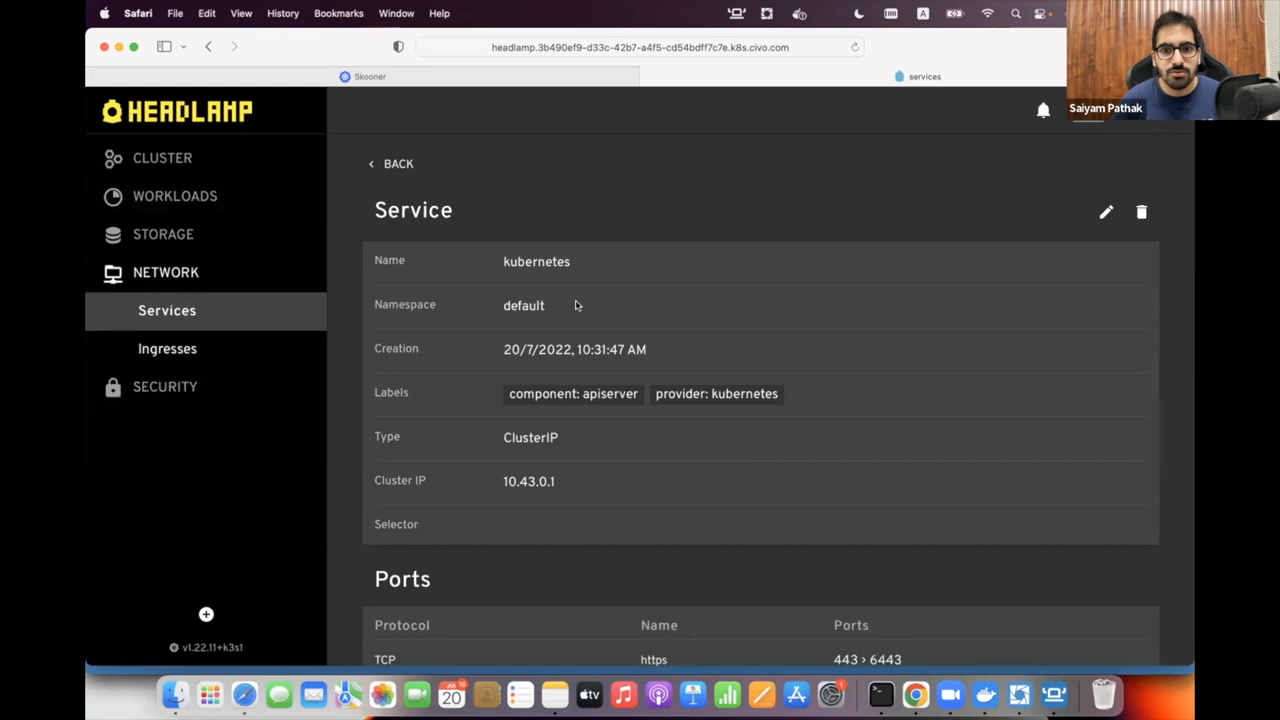 Safari File Edit View History Bookmarks Window Help
A
headlamp.3b490ef9-d33c-42b7-a4f5-cd54bdff7c7e.k8s.civo.com
Skooner
services
Saiyam Pathak
HEADLAMP
CLUSTER
WORKLOADS
STORAGE
NETWORK
Services
Ingresses
SECURITY
v1.22.11+k3s1
BACK
Service
Name kubernetes
Namespace default
Creation 20/7/2022, 10:31:47 AM
Labels component: apiserver provider: kubernetes
Type ClusterIP
Cluster IP 10.43.0.1
Selector
Ports
Protocol Name Ports
TCP https 443 > 6443
JUL
20
tv